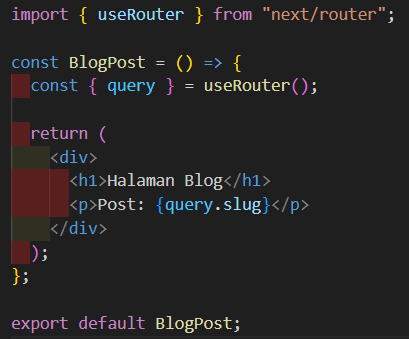 import { useRouter } from "next/router";
const BlogPost = () => {
const { query } = useRouter();
return (
<div>
<h1>Halaman Blog</h1>
<p>Post: {query.slug}</p>
</div>
);
};
export default BlogPost;